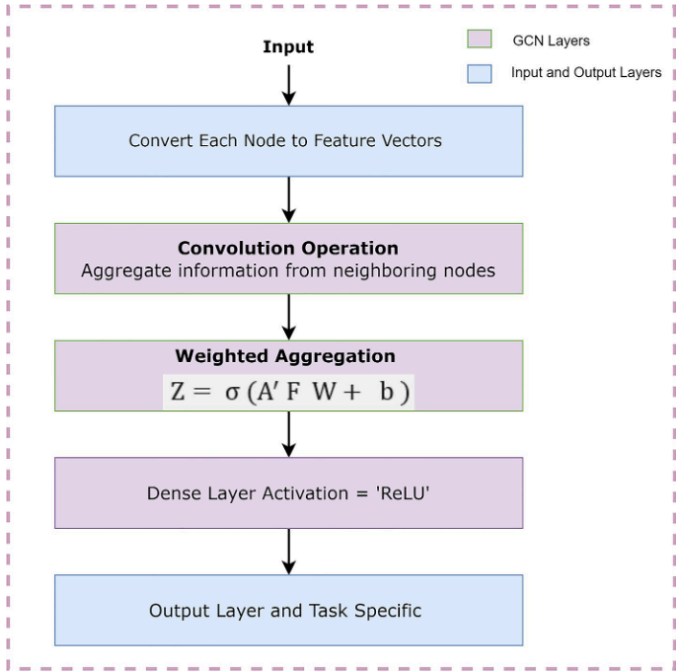 Input
GCN Layers
Input and Output Layers
Convert Each Node to Feature Vectors
Convolution Operation
Aggregate information from neighboring nodes
Weighted Aggregation
Z = σ (A′ F W + b )
Dense Layer Activation = 'ReLU'
Output Layer and Task Specific